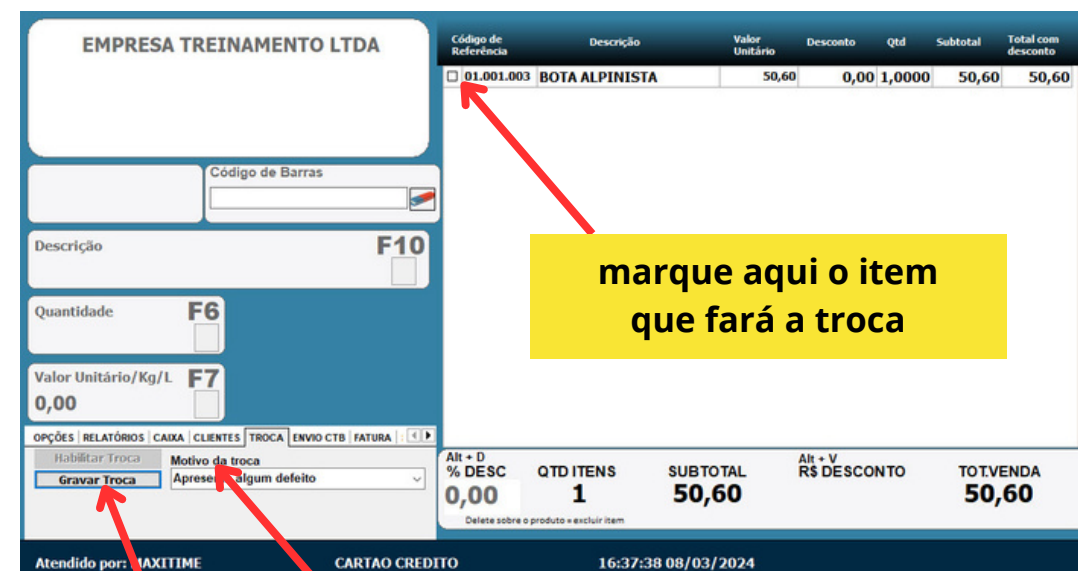 EMPRESA TREINAMENTO LTDA
Código de Referência Descrição Valor Unitário Desconto Qtd Subtotal Total com desconto
01.001.003 BOTA ALPINISTA 50,60 0,00 1,0000 50,60 50,60
Código de Barras
Descrição F10
marque aqui o item
que fará a troca
Quantidade F6
Valor Unitário/Kg/L F7
0,00
OPÇÕES RELATÓRIOS CAIXA CLIENTES TROCA ENVIO CTB FATURA
Habilitar Troca Motivo da troca
Gravar Troca algum defeito
Alt + D Alt + V
% DESC QTD ITENS SUBTOTAL R$ DESCONTO TOT.VENDA
0,00 1 50,60 50,60
Delete sobre o produto = excluir item
Atendido por: MAXITIME CARTAO CREDITO 16:37:38 08/03/2024